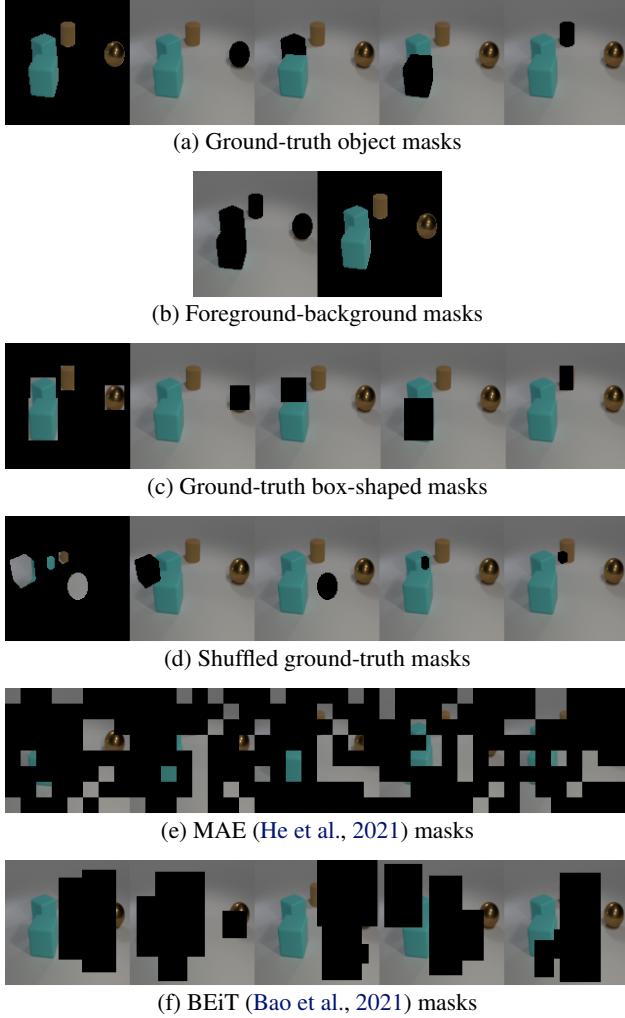 (a) Ground-truth object masks
(b) Foreground-background masks
(c) Ground-truth box-shaped masks
(d) Shuffled ground-truth masks
(e) MAE (He et al., 2021) masks
(f) BEiT (Bao et al., 2021) masks